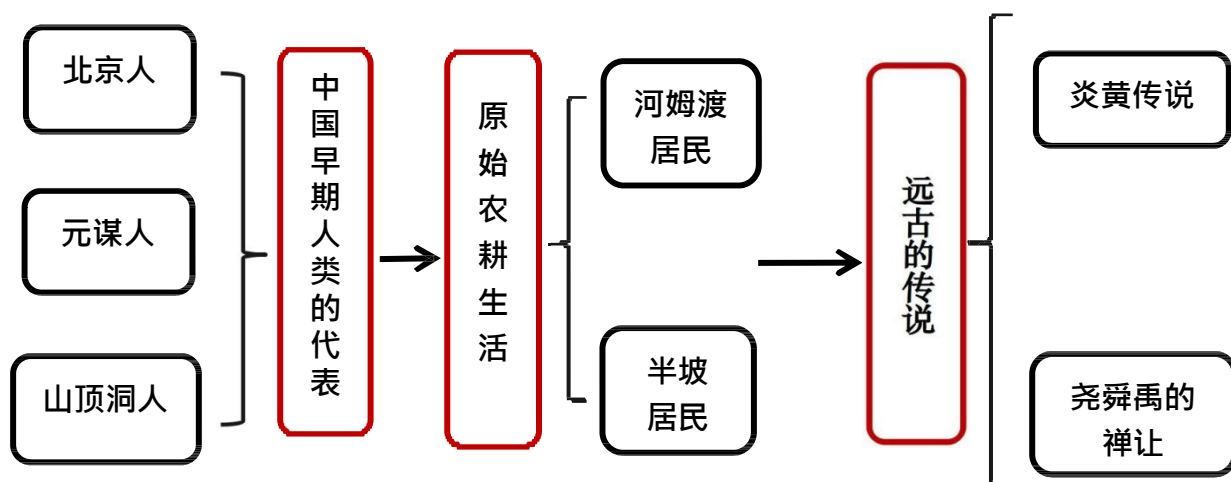 北京人
元谋人
山顶洞人
中国早期人类的代表
原始农耕生活
河姆渡
居民
半坡
居民
远古的传说
炎黄传说
尧舜禹的
禅让